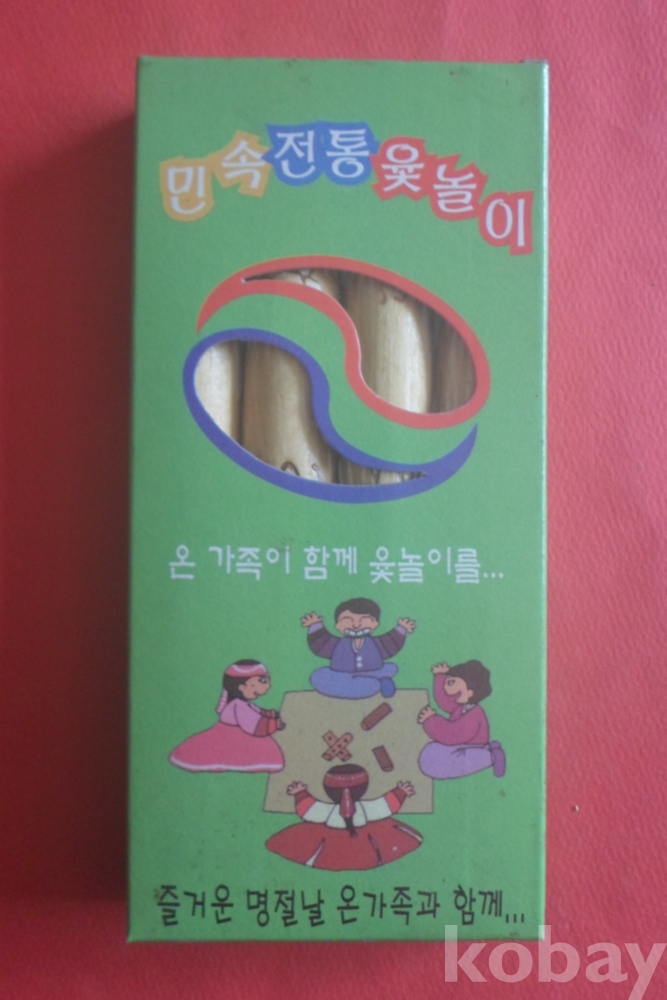 민속전통윷놀이
온 가족이 함께 윷놀이를...
즐거운 명절날 온가족과 함께...
kobay